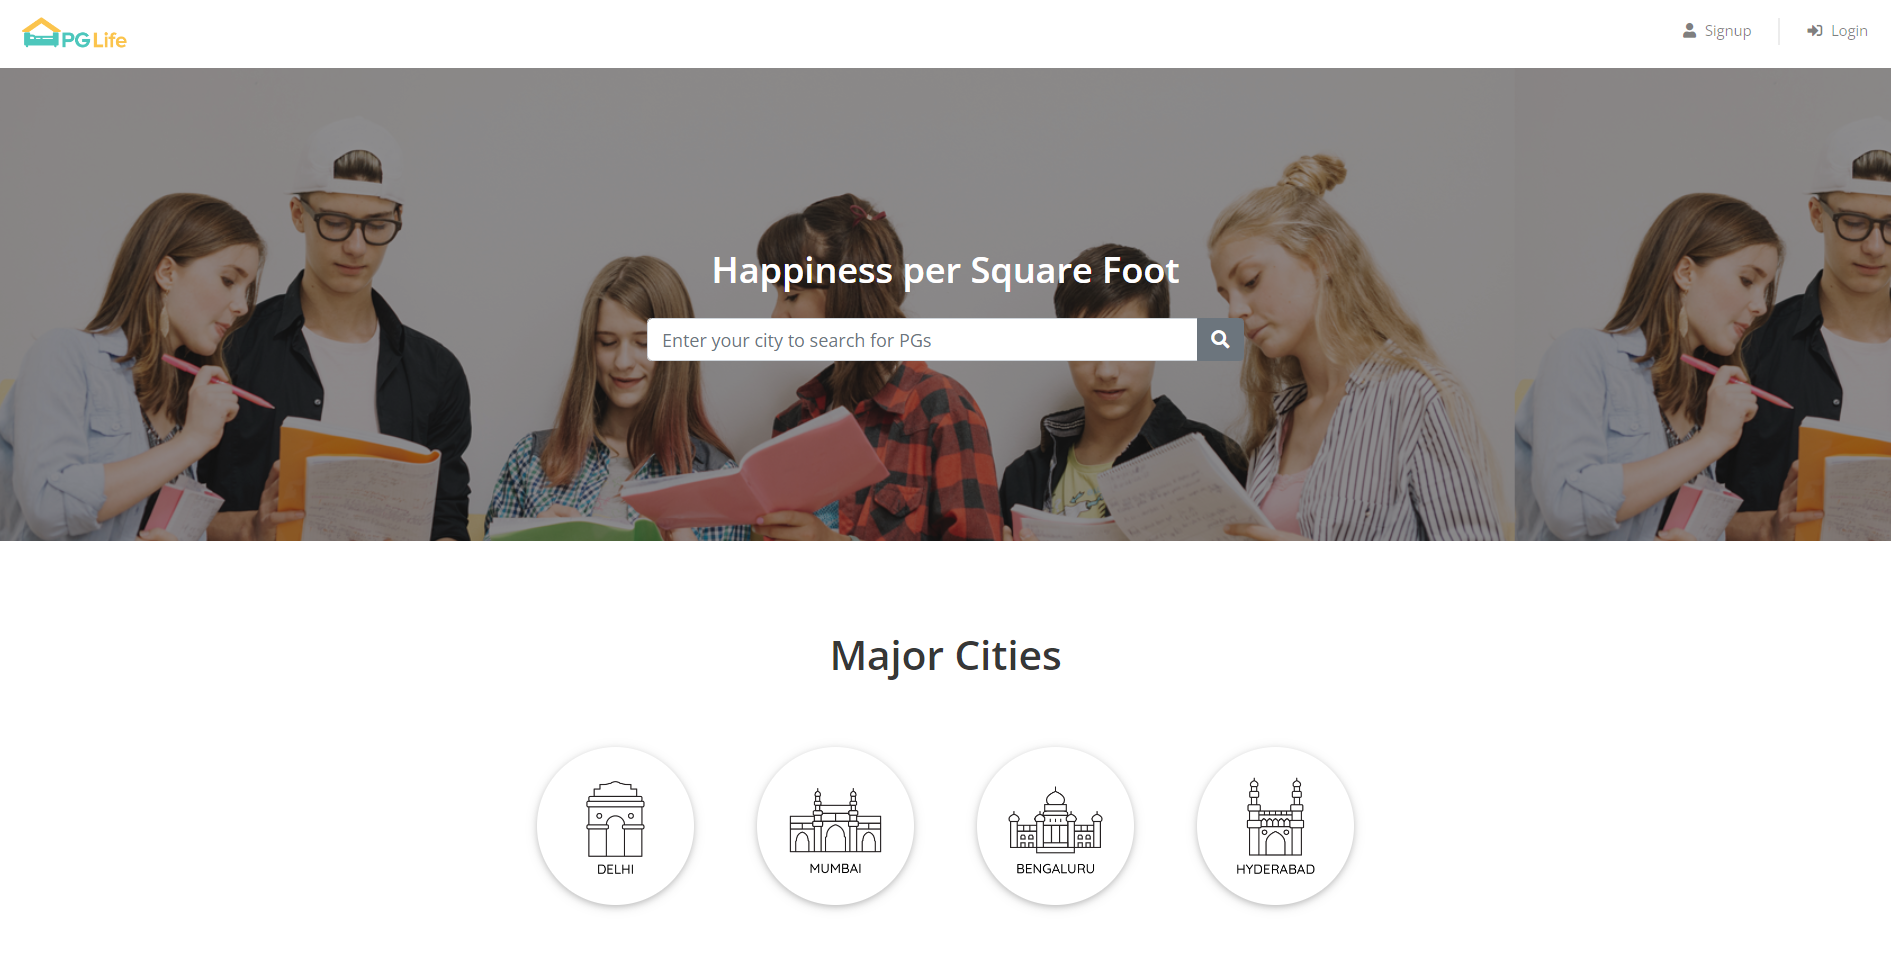 PG Life
Signup
Login
Happiness per Square Foot
Enter your city to search for PGs
Major Cities
DELHI
MUMBAI
BENGALURU
HYDERABAD